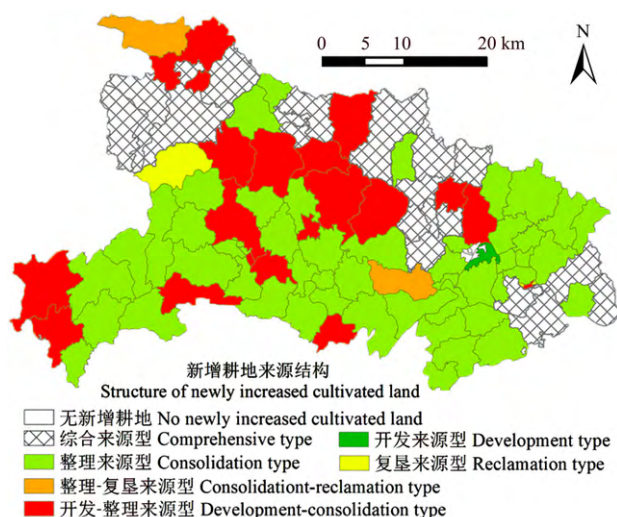 N
0 5 10 20 km
新增耕地来源结构
Structure of newly increased cultivated land
无新增耕地 No newly increased cultivated land
综合来源型 Comprehensive type
开发来源型 Development type
整理来源型 Consolidation type
复垦来源型 Reclamation type
整理-复垦来源型 Consolidationt-reclamation type
开发-整理来源型 Development-consolidation type